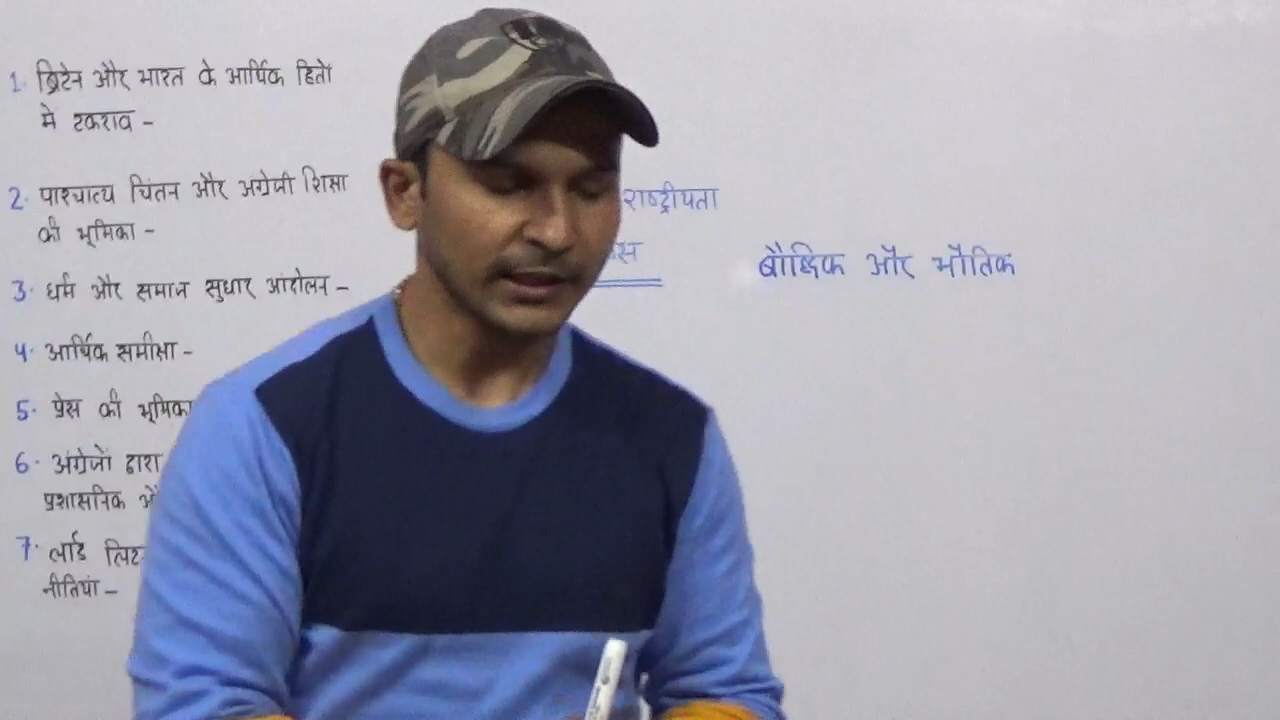 1. ब्रिटेन और भारत के आर्थिक हितों
में टकराव -
2. पाश्चात्य चिंतन और अंग्रेजी शिक्षा
की भूमिका -
3. धर्म और समाज सुधार आंदोलन -
4. आर्थिक समीक्षा -
5. प्रेस की भूमिका
6. अंग्रेजों द्वारा
प्रशासनिक
7. लार्ड
नीतियां -
राष्ट्रीयता
बौद्धिक और भौतिक